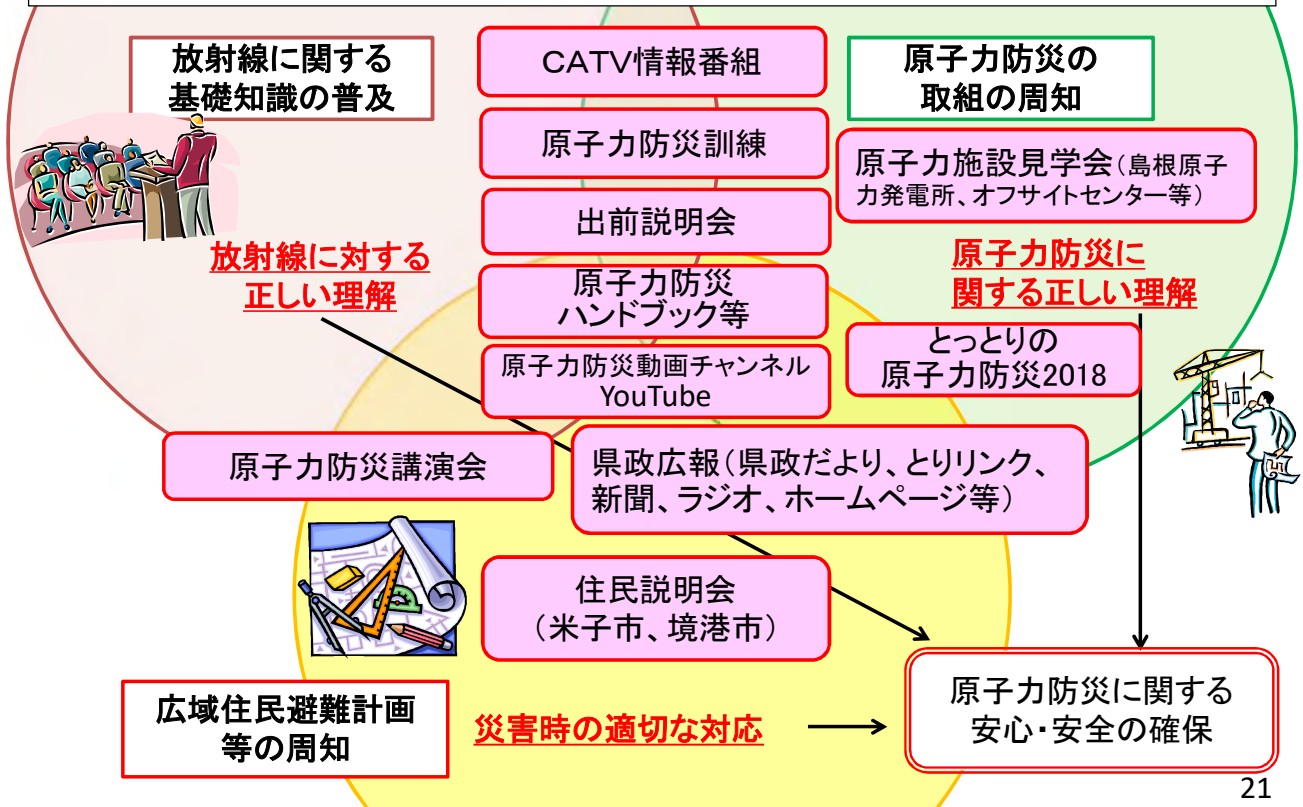 放射線に関する
基礎知識の普及
CATV情報番組
原子力防災の
取組の周知
原子力防災訓練
原子力施設見学会(島根原子
力発電所、オフサイトセンター等)
出前説明会
放射線に対する
正しい理解
原子力防災に
関する正しい理解
原子力防災
ハンドブック等
とっとりの
原子力防災2018
原子力防災動画チャンネル
YouTube
原子力防災講演会
県政広報(県政だより、とりリンク、
新聞、ラジオ、ホームページ等)
住民説明会
(米子市、境港市)
広域住民避難計画
等の周知
災害時の適切な対応
原子力防災に関する
安心・安全の確保
21